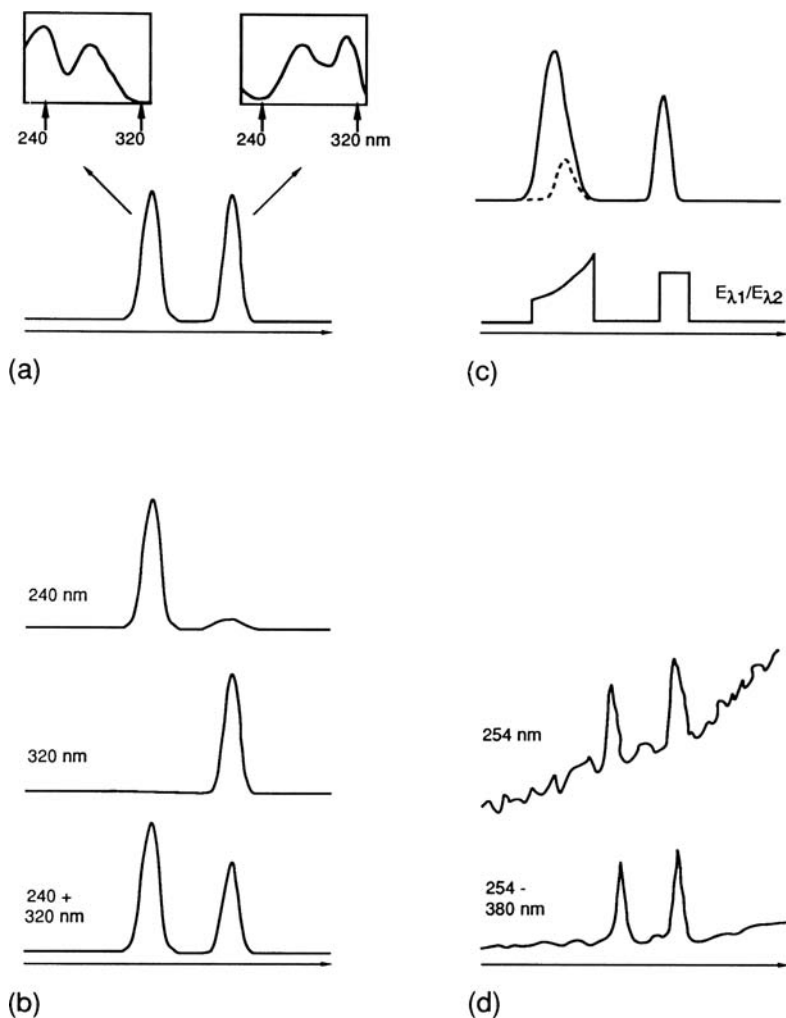 240
320
240
320 nm
(a)
Eλ1/Eλ2
(c)
240 nm
320 nm
240 +
320 nm
(b)
254 nm
254 -
380 nm
(d)